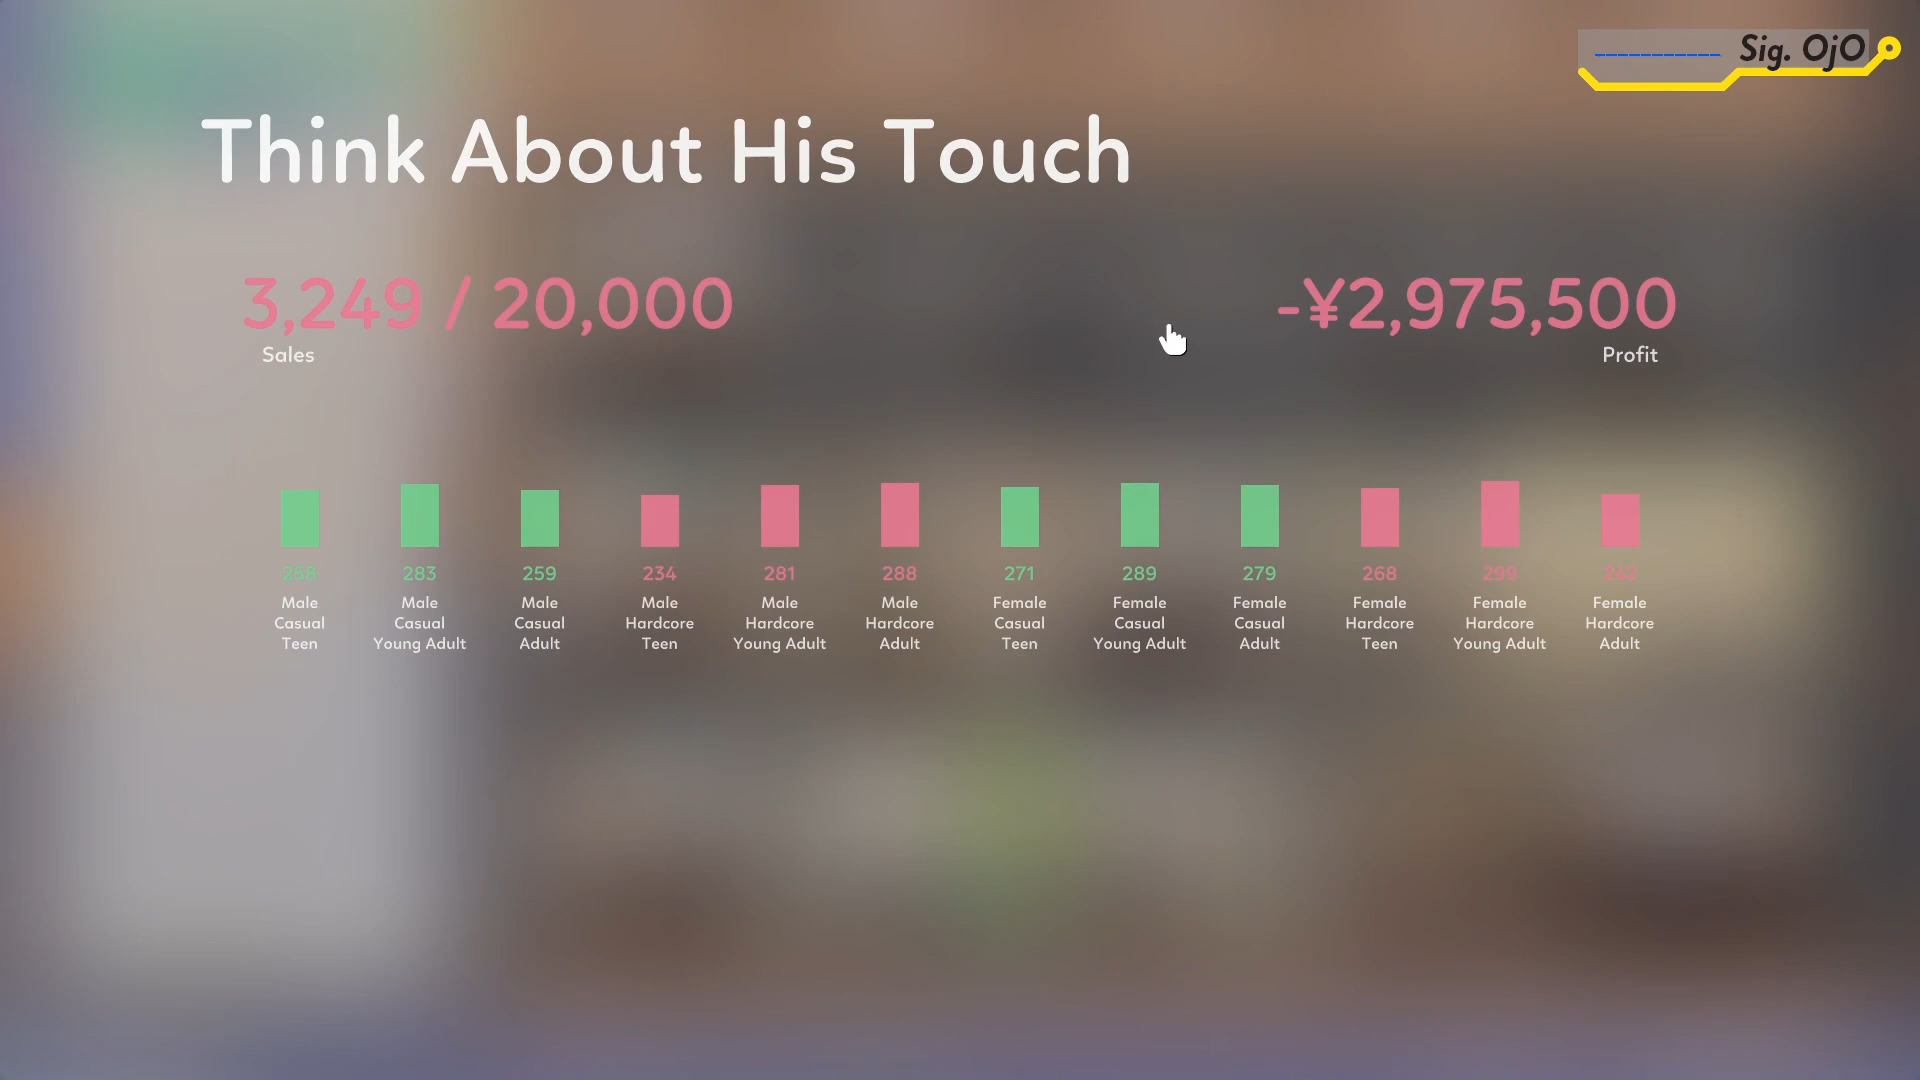 Sig. OjO
Think About His Touch
3,249 / 20,000
Sales
-¥2,975,500
Profit
256
Male
Casual
Teen
283
Male
Casual
Young Adult
259
Male
Casual
Adult
234
Male
Hardcore
Teen
281
Male
Hardcore
Young Adult
288
Male
Hardcore
Adult
271
Female
Casual
Teen
289
Female
Casual
Young Adult
279
Female
Casual
Adult
268
Female
Hardcore
Teen
299
Female
Hardcore
Young Adult
242
Female
Hardcore
Adult